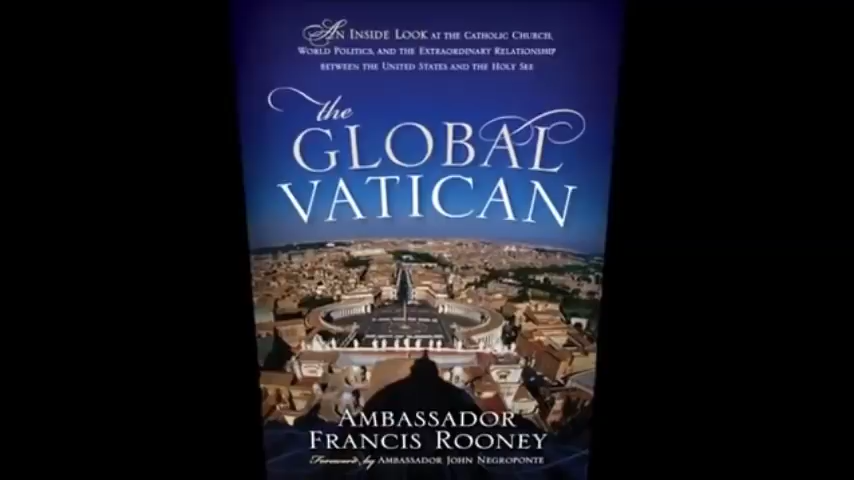 An Inside Look at the Catholic Church,
World Politics, and the Extraordinary Relationship
between the United States and the Holy See
the
GLOBAL
VATICAN
AMBASSADOR
FRANCIS ROONEY
Foreword by AMBASSADOR JOHN NEGROPONTE